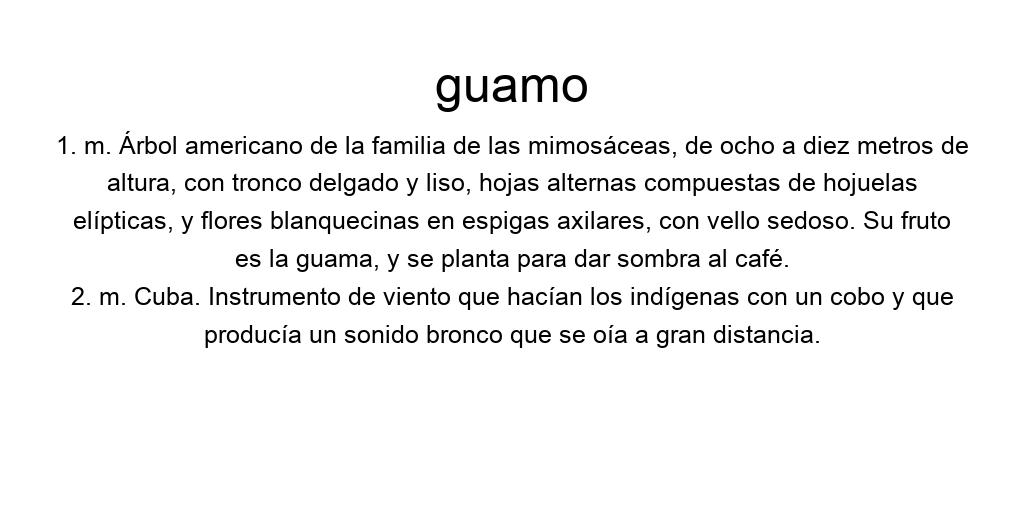 guamo
1. m. Árbol americano de la familia de las mimosáceas, de ocho a diez metros de
altura, con tronco delgado y liso, hojas alternas compuestas de hojuelas
elípticas, y flores blanquecinas en espigas axilares, con vello sedoso. Su fruto
es la guama, y se planta para dar sombra al café.
2. m. Cuba. Instrumento de viento que hacían los indígenas con un cobo y que
producía un sonido bronco que se oía a gran distancia.